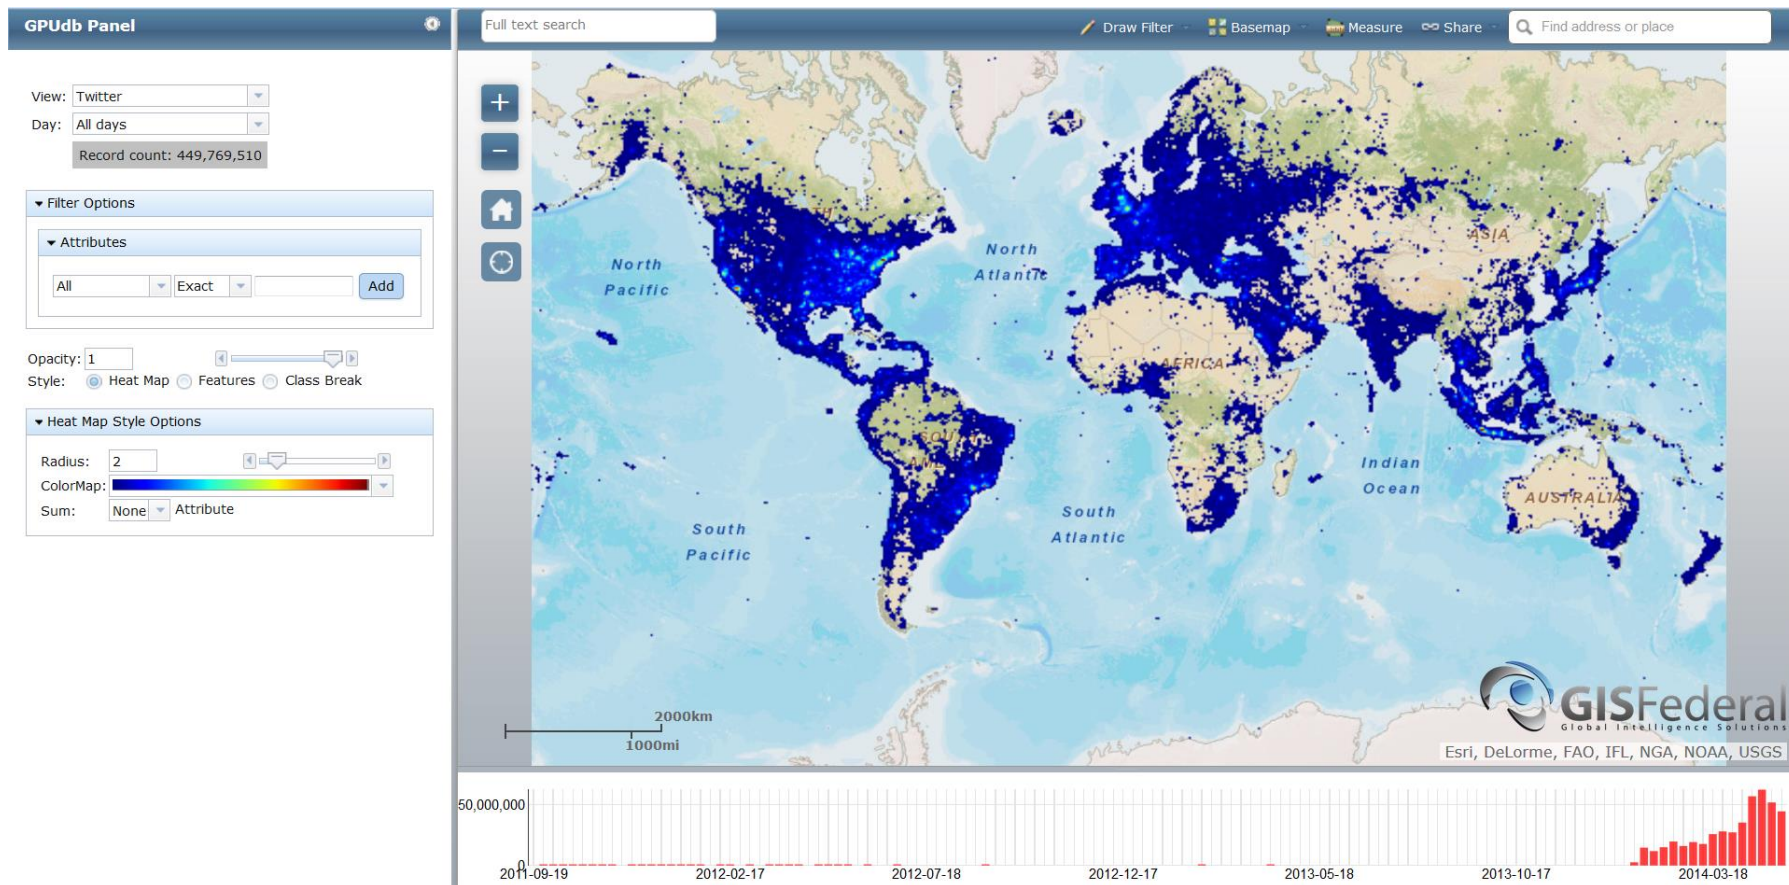 GPUdb Panel
Full text search
Draw Filter
Basemap
Measure
Share
Find address or place
View: Twitter
Day: All days
Record count: 449,769,510
Filter Options
Attributes
All Exact Add
Opacity: 1
Style: Heat Map Features Class Break
Heat Map Style Options
Radius: 2
ColorMap:
Sum: None Attribute
+
−
North
Pacific
North
Atlantic
ASIA
AFRICA
SOUTH
AMERICA
Indian
Ocean
AUSTRALIA
South
Pacific
South
Atlantic
2000km
1000mi
GISFederal
Global Intelligence Solutions
Esri, DeLorme, FAO, IFL, NGA, NOAA, USGS
50,000,000
0
2011-09-19 2012-02-17 2012-07-18 2012-12-17 2013-05-18 2013-10-17 2014-03-18